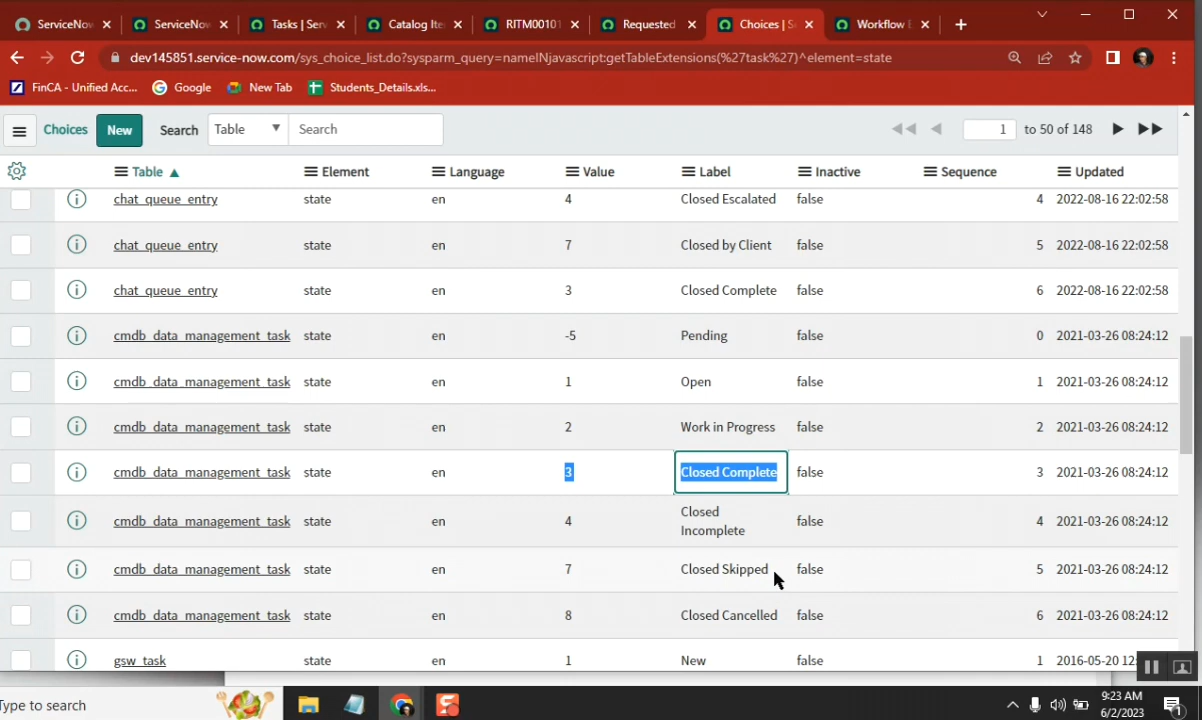 ServiceNow
ServiceNow
Tasks | Serv
Catalog Ite
RITM00101
Requested
Choices | S
Workflow E
dev145851.service-now.com/sys_choice_list.do?sysparm_query=nameINjavascript:getTableExtensions(%27task%27)^element=state
FinCA - Unified Acc...
Google
New Tab
Students_Details.xls...
Choices New Search Table Search 1 to 50 of 148
Table Element Language Value Label Inactive Sequence Updated
chat_queue_entry state en 4 Closed Escalated false 4 2022-08-16 22:02:58
chat_queue_entry state en 7 Closed by Client false 5 2022-08-16 22:02:58
chat_queue_entry state en 3 Closed Complete false 6 2022-08-16 22:02:58
cmdb_data_management_task state en -5 Pending false 0 2021-03-26 08:24:12
cmdb_data_management_task state en 1 Open false 1 2021-03-26 08:24:12
cmdb_data_management_task state en 2 Work in Progress false 2 2021-03-26 08:24:12
cmdb_data_management_task state en 3 Closed Complete false 3 2021-03-26 08:24:12
cmdb_data_management_task state en 4 Closed Incomplete false 4 2021-03-26 08:24:12
cmdb_data_management_task state en 7 Closed Skipped false 5 2021-03-26 08:24:12
cmdb_data_management_task state en 8 Closed Cancelled false 6 2021-03-26 08:24:12
gsw_task state en 1 New false 1 2016-05-20 12:
Type to search
9:23 AM
6/2/2023
1